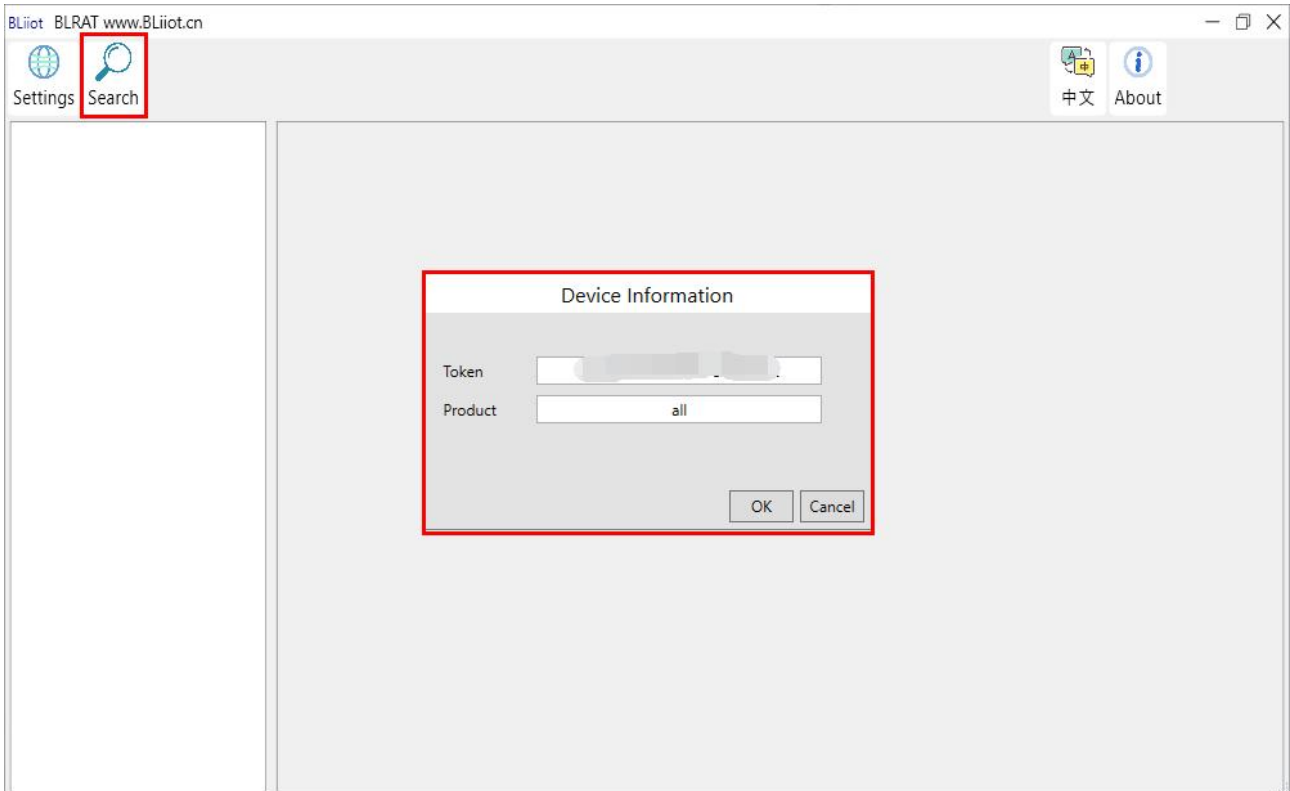 BLiiot BLRAT www.BLiiot.cn
Settings Search 中文 About
Device Information
Token
Product all
OK Cancel